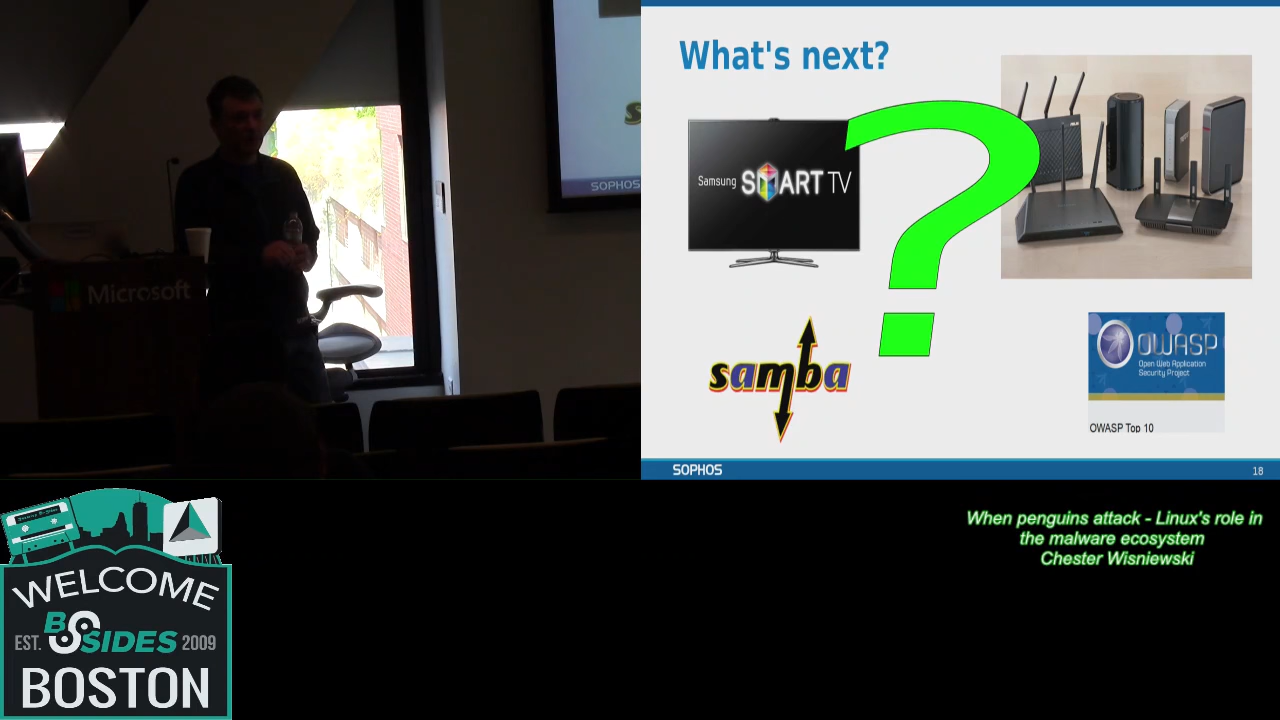 Microsoft
SOPHOS
What's next?
Samsung SMART TV
samba
OWASP
Open Web Application
Security Project
OWASP Top 10
SOPHOS
18
When penguins attack - Linux's role in
the malware ecosystem
Chester Wisniewski
WELCOME
BSIDES
EST. 2009
BOSTON